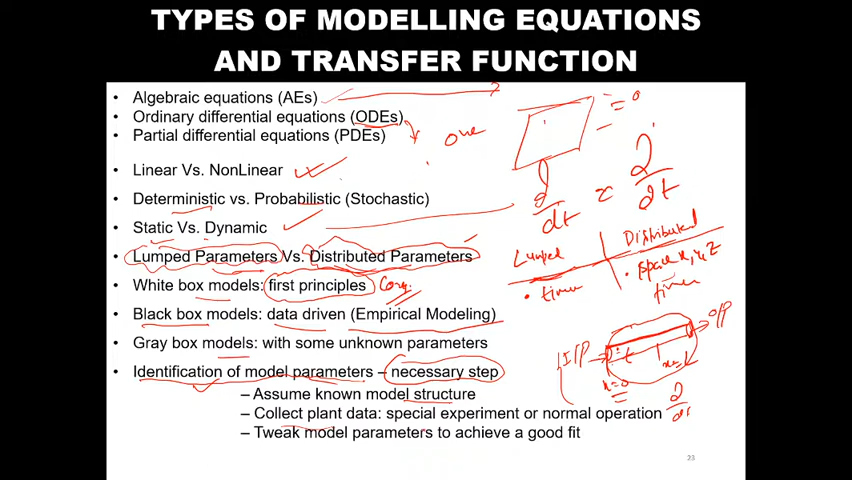 TYPES OF MODELLING EQUATIONS
AND TRANSFER FUNCTION
• Algebraic equations (AEs)
• Ordinary differential equations (ODEs)
• Partial differential equations (PDEs)
one
= 0
• Linear Vs. NonLinear
• Deterministic vs. Probabilistic (Stochastic)
• Static Vs. Dynamic
• Lumped Parameters Vs. Distributed Parameters
• White box models: first principles
• Black box models: data driven (Empirical Modeling)
• Gray box models: with some unknown parameters
• Identification of model parameters – necessary step
– Assume known model structure
– Collect plant data: special experiment or normal operation
– Tweak model parameters to achieve a good fit
d/dt
∂/∂t
Lumped
Distributed
• time
• space x, y, z
time
I/P
O/P
x=0
x=L
23